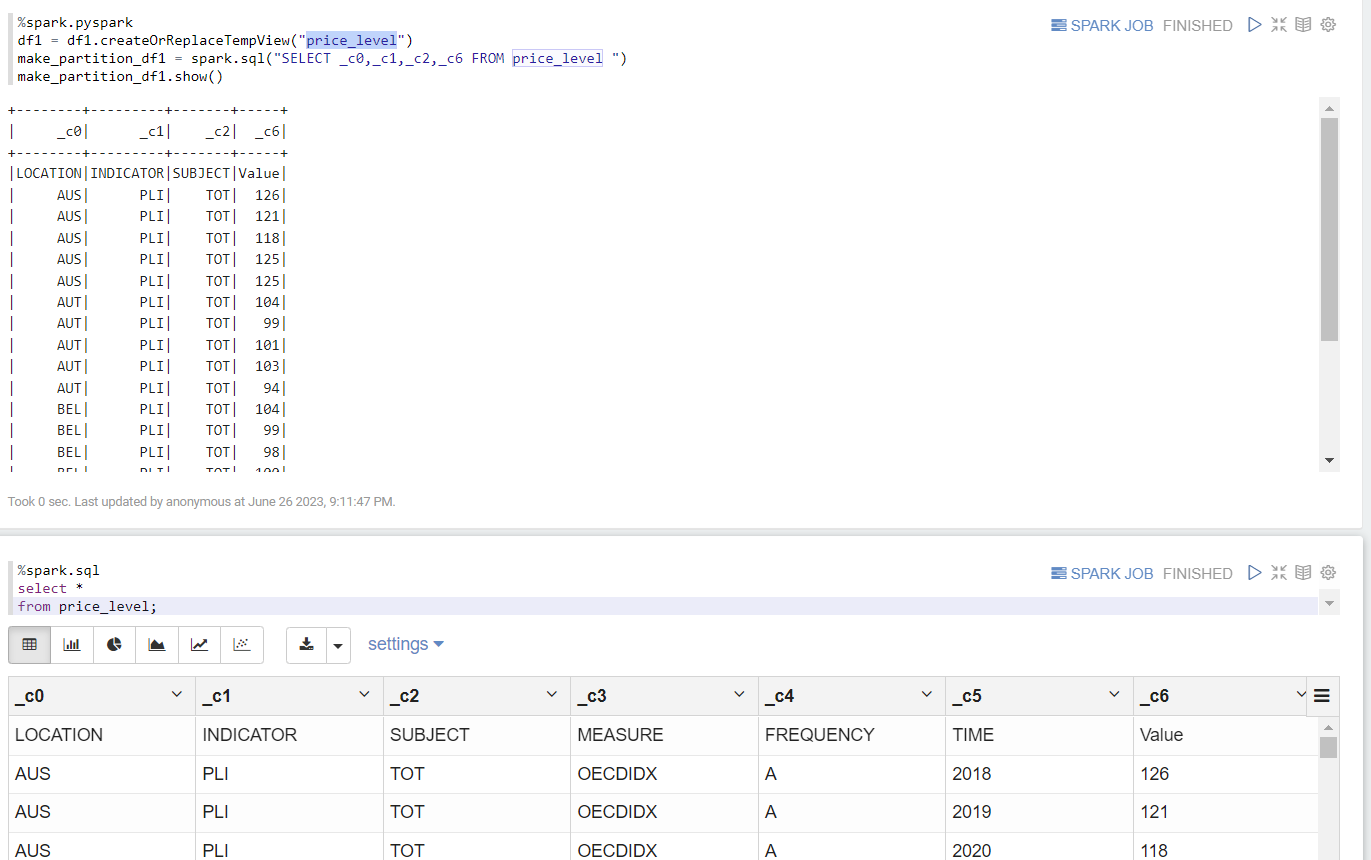 %spark.pyspark
SPARK JOB FINISHED
df1 = df1.createOrReplaceTempView("price_level")
make_partition_df1 = spark.sql("SELECT _c0,_c1,_c2,_c6 FROM price_level ")
make_partition_df1.show()
+--------+---------+-------+-----+
|     _c0|      _c1|    _c2|  _c6|
+--------+---------+-------+-----+
|LOCATION|INDICATOR|SUBJECT|Value|
|     AUS|      PLI|    TOT|  126|
|     AUS|      PLI|    TOT|  121|
|     AUS|      PLI|    TOT|  118|
|     AUS|      PLI|    TOT|  125|
|     AUS|      PLI|    TOT|  125|
|     AUT|      PLI|    TOT|  104|
|     AUT|      PLI|    TOT|   99|
|     AUT|      PLI|    TOT|  101|
|     AUT|      PLI|    TOT|  103|
|     AUT|      PLI|    TOT|   94|
|     BEL|      PLI|    TOT|  104|
|     BEL|      PLI|    TOT|   99|
|     BEL|      PLI|    TOT|   98|
|     BEL|      PLI|    TOT|  100|
Took 0 sec. Last updated by anonymous at June 26 2023, 9:11:47 PM.
%spark.sql
SPARK JOB FINISHED
select *
from price_level;
settings
_c0 _c1 _c2 _c3 _c4 _c5 _c6
LOCATION INDICATOR SUBJECT MEASURE FREQUENCY TIME Value
AUS PLI TOT OECDIDX A 2018 126
AUS PLI TOT OECDIDX A 2019 121
AUS PLI TOT OECDIDX A 2020 118